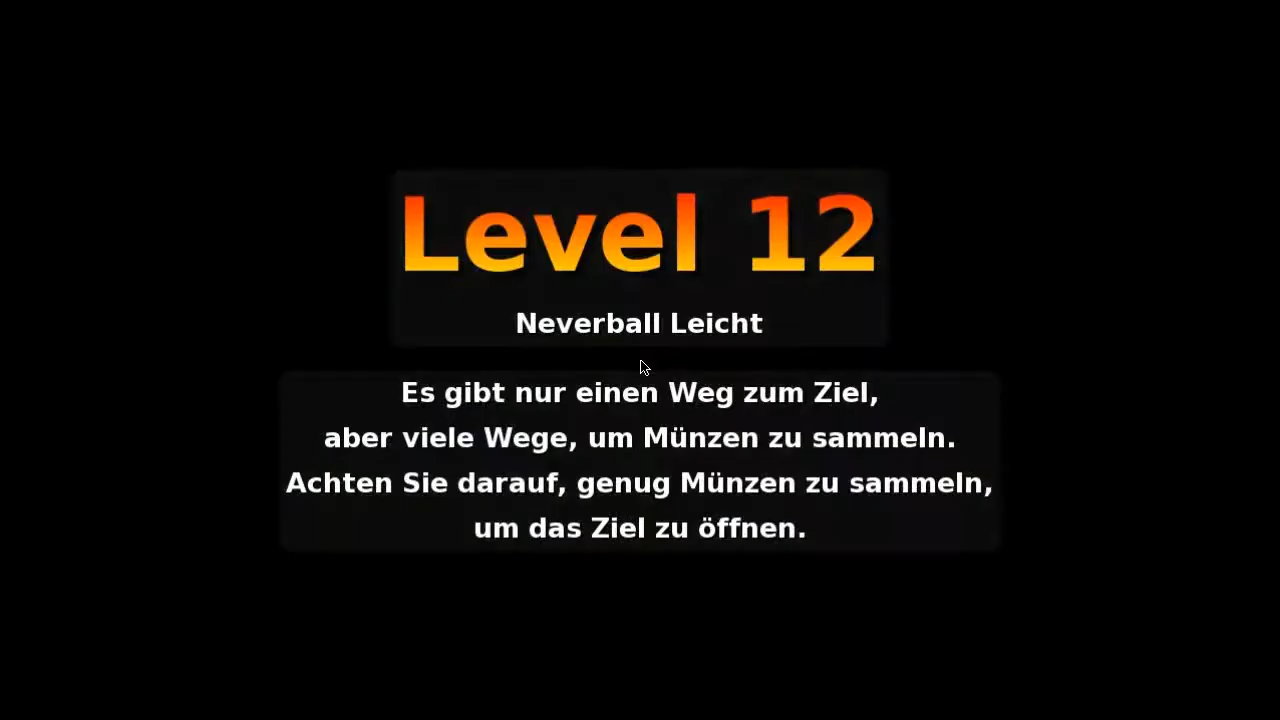 Level 12
Neverball Leicht
Es gibt nur einen Weg zum Ziel,
aber viele Wege, um Münzen zu sammeln.
Achten Sie darauf, genug Münzen zu sammeln,
um das Ziel zu öffnen.